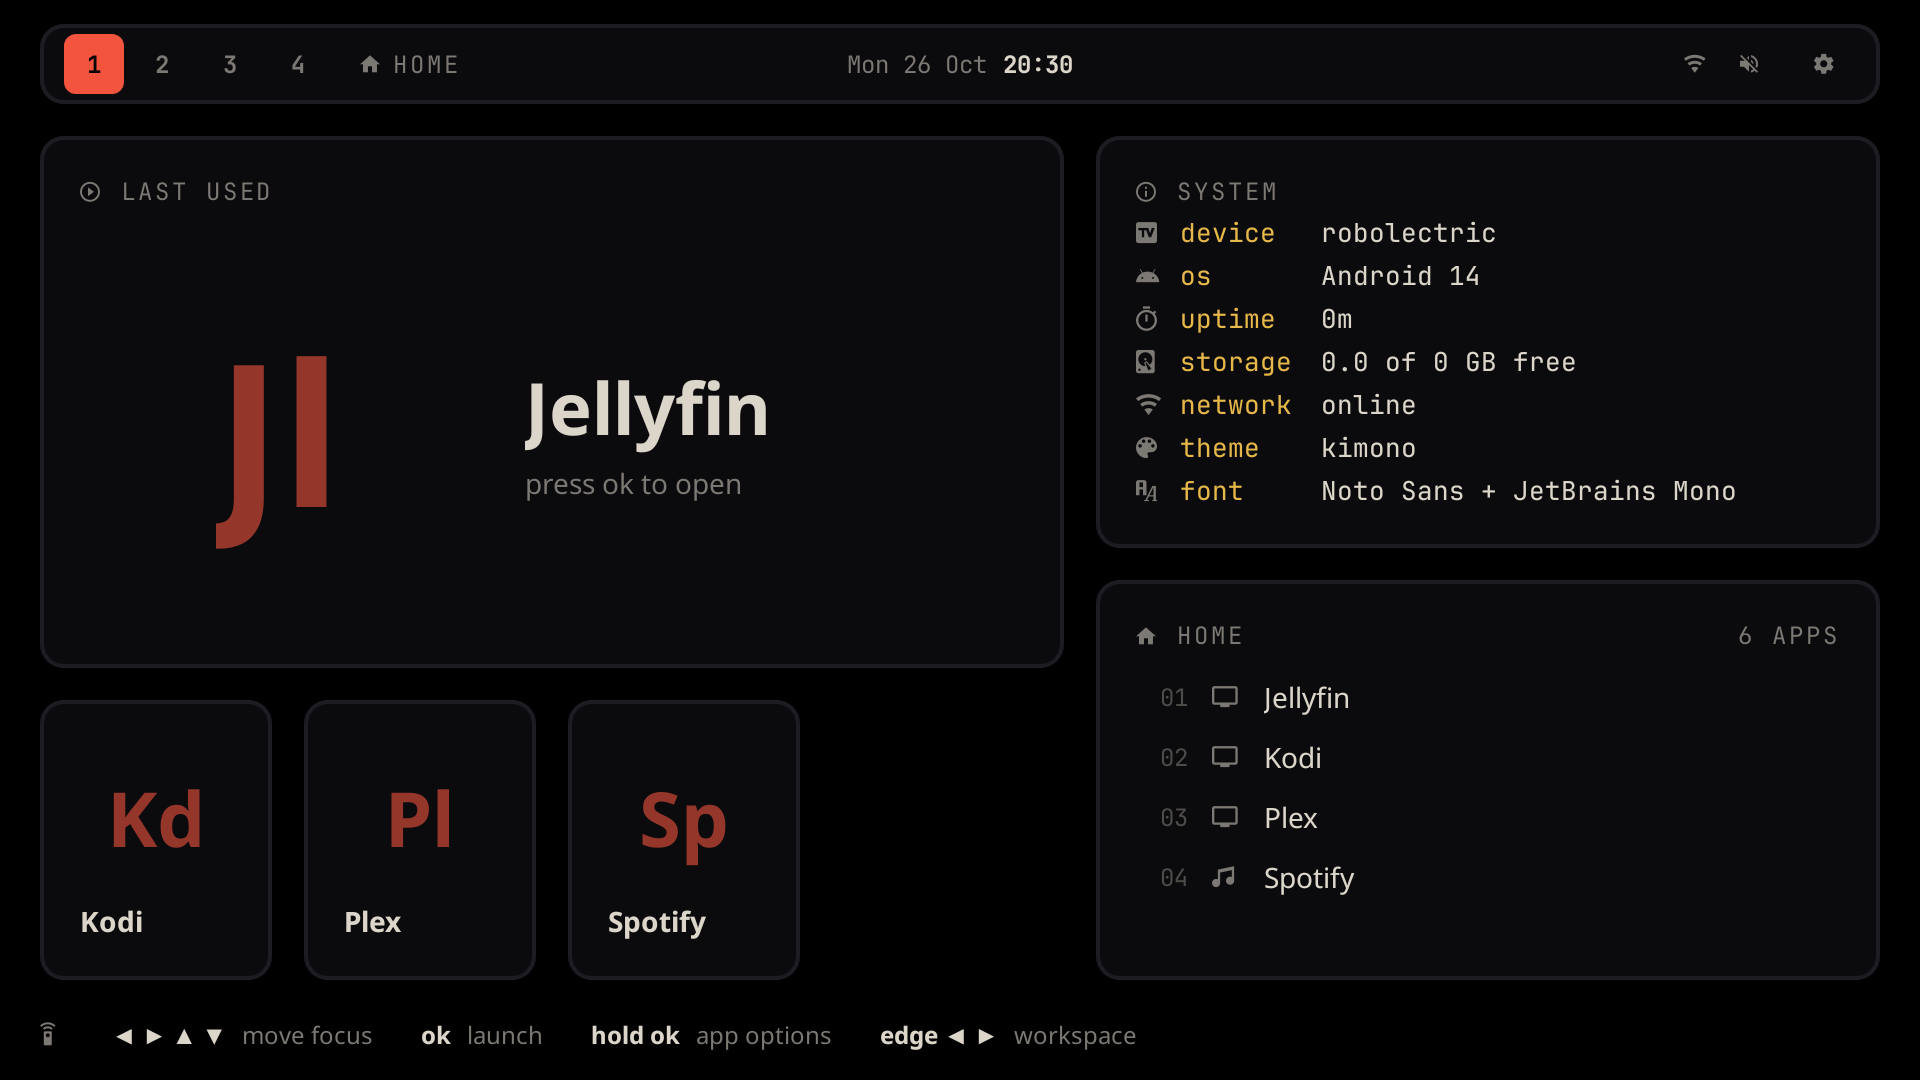 1 2 3 4 HOME Mon 26 Oct 20:30
LAST USED
Jl
Jellyfin
press ok to open
Kd
Kodi
Pl
Plex
Sp
Spotify
SYSTEM
TV device robolectric
os Android 14
uptime 0m
storage 0.0 of 0 GB free
network online
theme kimono
font Noto Sans + JetBrains Mono
HOME 6 APPS
01 Jellyfin
02 Kodi
03 Plex
04 Spotify
◀ ▶ ▲ ▼ move focus ok launch hold ok app options edge ◀ ▶ workspace